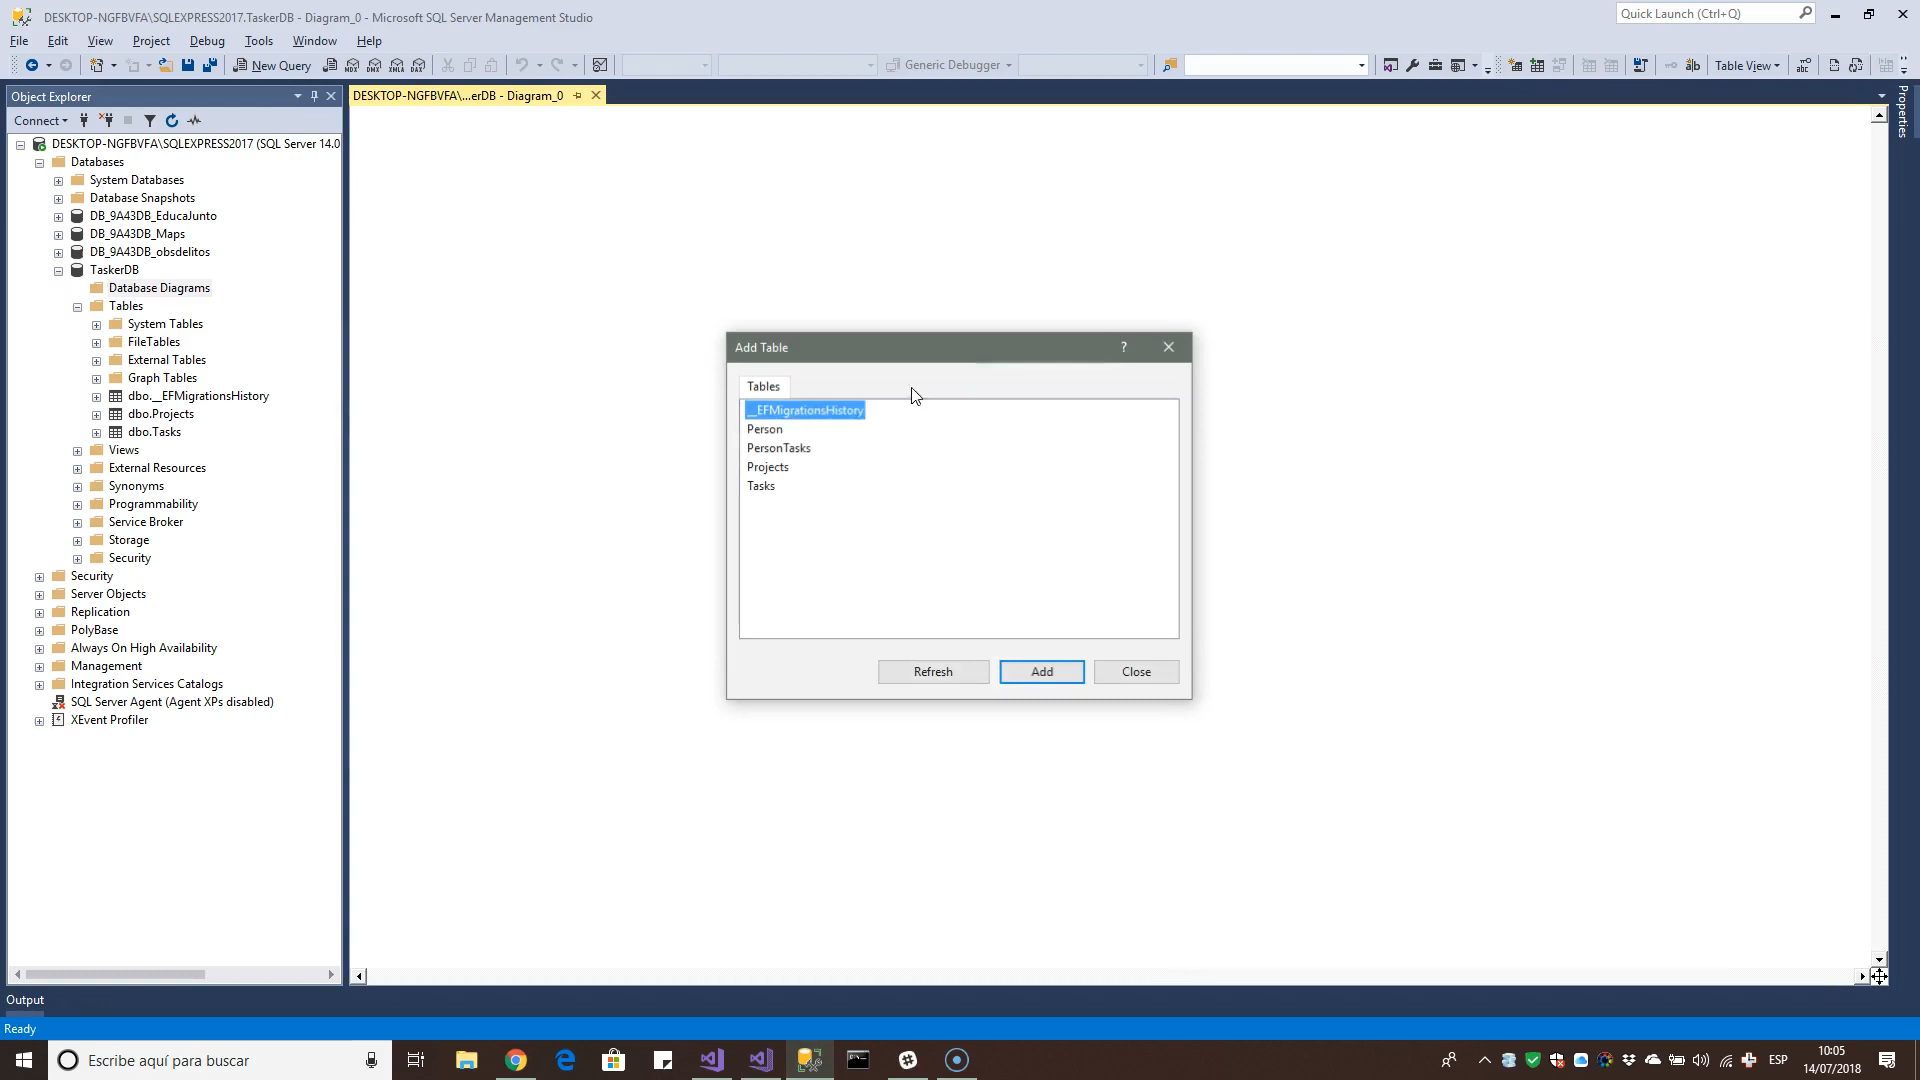 DESKTOP-NGFBVFA\SQLEXPRESS2017.TaskerDB - Diagram_0 - Microsoft SQL Server Management Studio
Quick Launch (Ctrl+Q)
File Edit View Project Debug Tools Window Help
New Query
MDX DMX XMLA DAX
Generic Debugger
Table View
Object Explorer
DESKTOP-NGFBVFA\...erDB - Diagram_0
Properties
Connect
DESKTOP-NGFBVFA\SQLEXPRESS2017 (SQL Server 14.0
Databases
System Databases
Database Snapshots
DB_9A43DB_EducaJunto
DB_9A43DB_Maps
DB_9A43DB_obsdelitos
TaskerDB
Database Diagrams
Tables
System Tables
FileTables
External Tables
Graph Tables
dbo.__EFMigrationsHistory
dbo.Projects
dbo.Tasks
Views
External Resources
Synonyms
Programmability
Service Broker
Storage
Security
Security
Server Objects
Replication
PolyBase
Always On High Availability
Management
Integration Services Catalogs
SQL Server Agent (Agent XPs disabled)
XEvent Profiler
Add Table
?
Tables
__EFMigrationsHistory
Person
PersonTasks
Projects
Tasks
Refresh Add Close
Output
Ready
Escribe aquí para buscar
ESP
10:05
14/07/2018